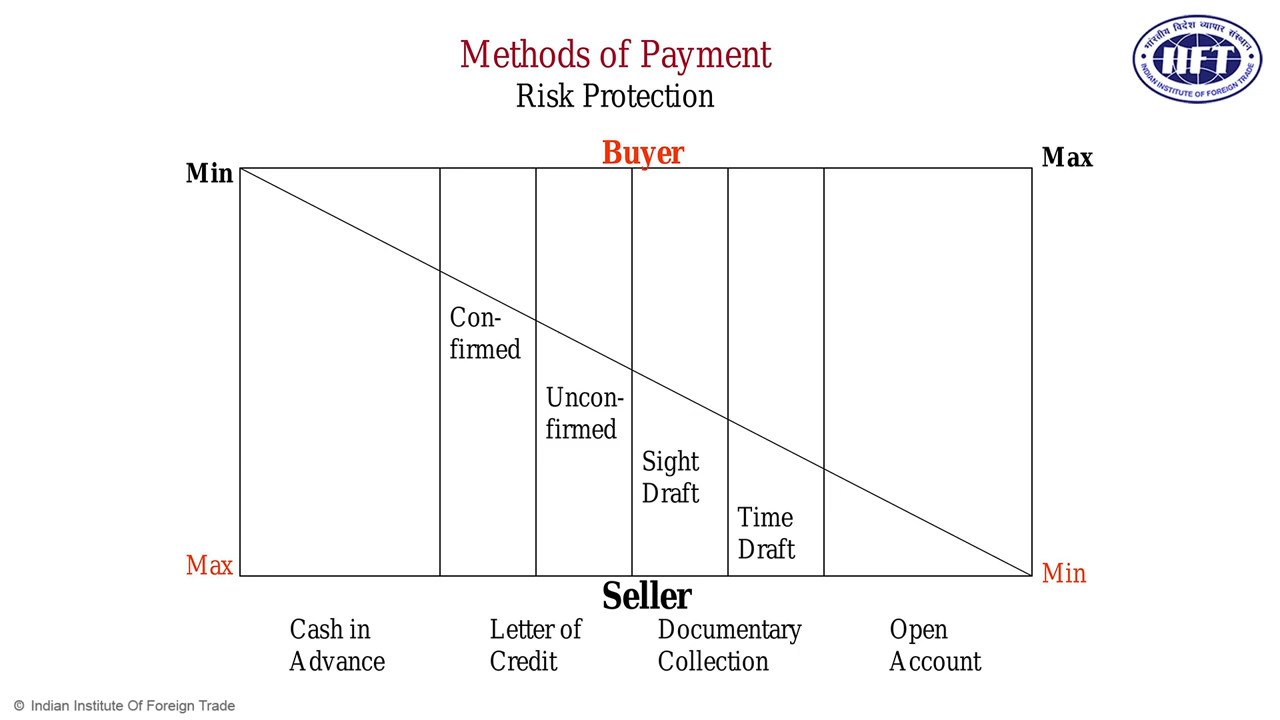 Methods of Payment
Risk Protection
भारतीय विदेश व्यापार संस्थान
IIFT
INDIAN INSTITUTE OF FOREIGN TRADE
Buyer
Min
Max
Con-
firmed
Uncon-
firmed
Sight
Draft
Time
Draft
Max
Min
Seller
Cash in
Advance
Letter of
Credit
Documentary
Collection
Open
Account
© Indian Institute Of Foreign Trade